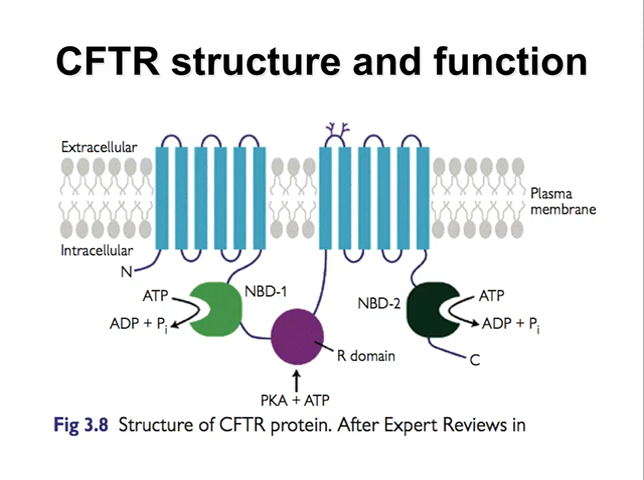 CFTR structure and function
Extracellular
Plasma
membrane
Intracellular
N
ATP
NBD-1
NBD-2
ATP
ADP + Pi
ADP + Pi
R domain
C
PKA + ATP
Fig 3.8 Structure of CFTR protein. After Expert Reviews in